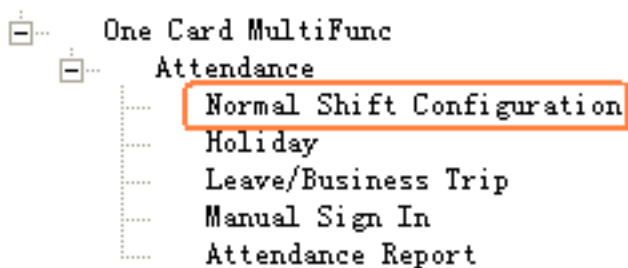 One Card MultiFunc
Attendance
Normal Shift Configuration
Holiday
Leave/Business Trip
Manual Sign In
Attendance Report